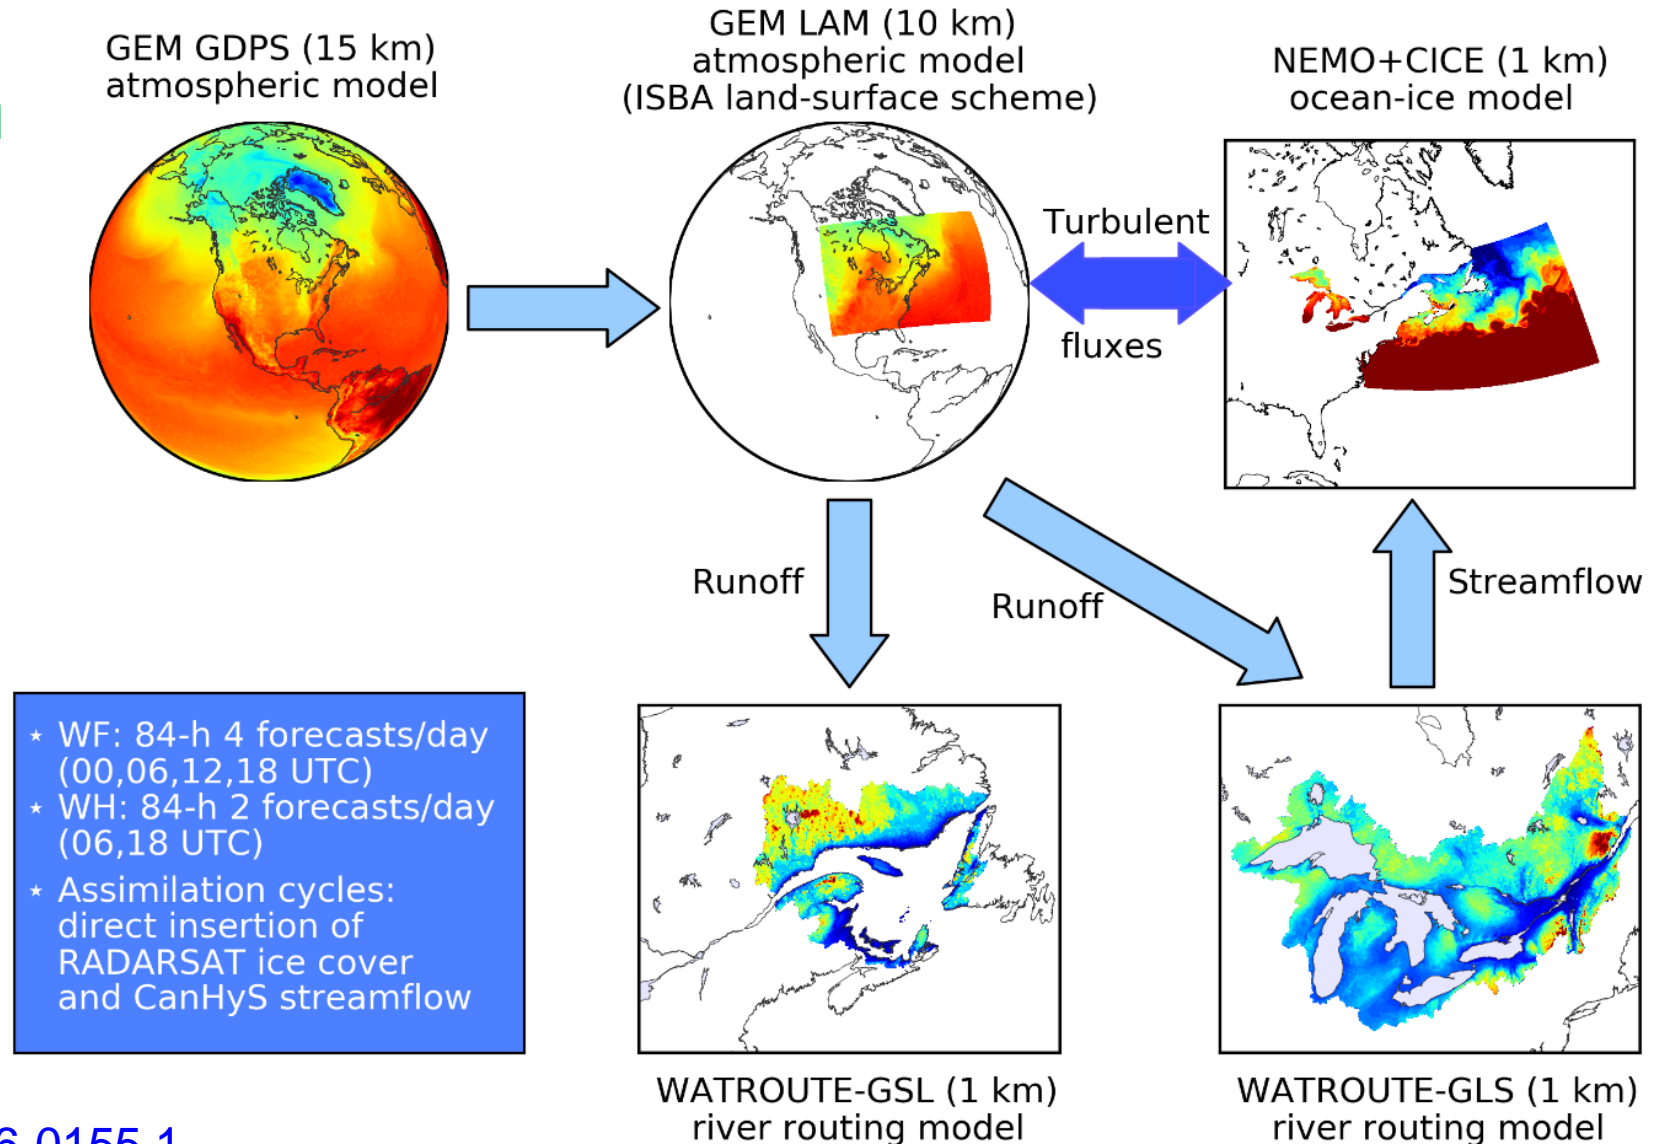 GEM GDPS (15 km)
atmospheric model
GEM LAM (10 km)
atmospheric model
(ISBA land-surface scheme)
NEMO+CICE (1 km)
ocean-ice model
Turbulent
fluxes
Runoff
Runoff
Streamflow
⋆ WF: 84-h 4 forecasts/day
(00,06,12,18 UTC)
⋆ WH: 84-h 2 forecasts/day
(06,18 UTC)
⋆ Assimilation cycles:
direct insertion of
RADARSAT ice cover
and CanHyS streamflow
WATROUTE-GSL (1 km)
river routing model
WATROUTE-GLS (1 km)
river routing model